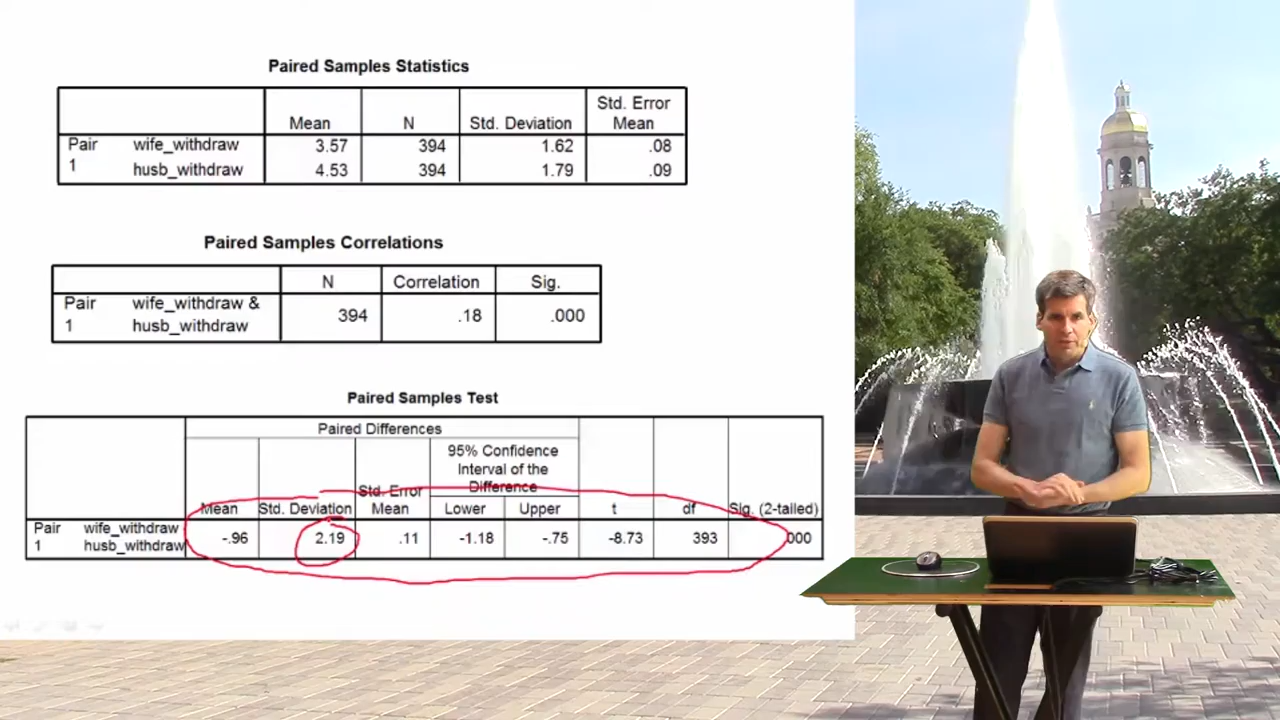 Paired Samples Statistics
Mean N Std. Deviation Std. Error Mean
Pair 1 wife_withdraw 3.57 394 1.62 .08
husb_withdraw 4.53 394 1.79 .09
Paired Samples Correlations
N Correlation Sig.
Pair 1 wife_withdraw & husb_withdraw 394 .18 .000
Paired Samples Test
Paired Differences
95% Confidence Interval of the Difference
Mean Std. Deviation Std. Error Mean Lower Upper t df Sig. (2-tailed)
Pair 1 wife_withdraw husb_withdraw -.96 2.19 .11 -1.18 -.75 -8.73 393 .000